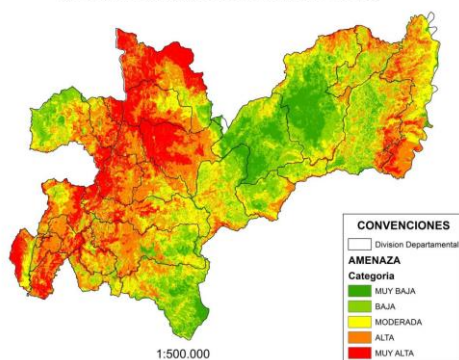 CONVENCIONES
Division Departamental
AMENAZA
Categoria
MUY BAJA
BAJA
MODERADA
ALTA
MUY ALTA
1:500.000